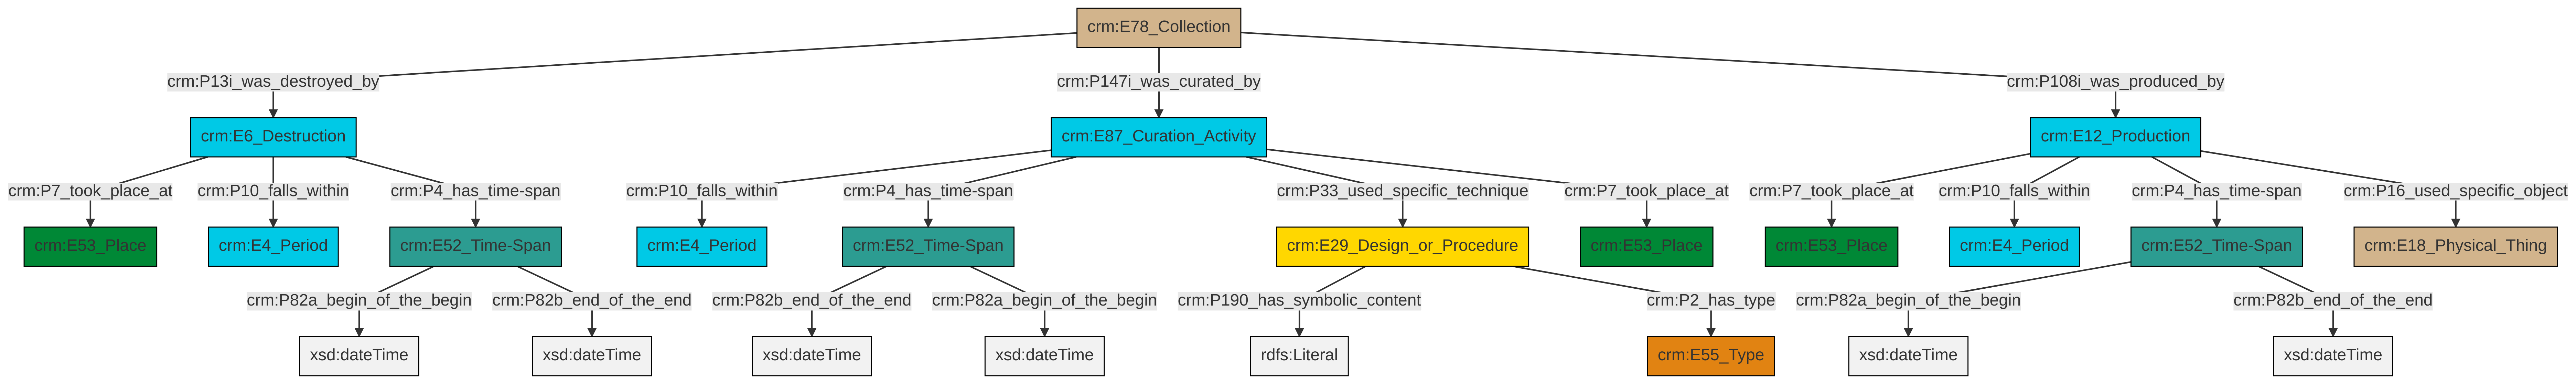 crm:E78_Collection
crm:P13i_was_destroyed_by
crm:P147i_was_curated_by
crm:P108i_was_produced_by
crm:E6_Destruction
crm:E87_Curation_Activity
crm:E12_Production
crm:P7_took_place_at
crm:P10_falls_within
crm:P4_has_time-span
crm:P10_falls_within
crm:P4_has_time-span
crm:P33_used_specific_technique
crm:P7_took_place_at
crm:P7_took_place_at
crm:P10_falls_within
crm:P4_has_time-span
crm:P16_used_specific_object
crm:E53_Place
crm:E4_Period
crm:E52_Time-Span
crm:E4_Period
crm:E52_Time-Span
crm:E29_Design_or_Procedure
crm:E53_Place
crm:E53_Place
crm:E4_Period
crm:E52_Time-Span
crm:E18_Physical_Thing
crm:P82a_begin_of_the_begin
crm:P82b_end_of_the_end
crm:P82b_end_of_the_end
crm:P82a_begin_of_the_begin
crm:P190_has_symbolic_content
crm:P2_has_type
crm:P82a_begin_of_the_begin
crm:P82b_end_of_the_end
xsd:dateTime
xsd:dateTime
xsd:dateTime
xsd:dateTime
rdfs:Literal
crm:E55_Type
xsd:dateTime
xsd:dateTime